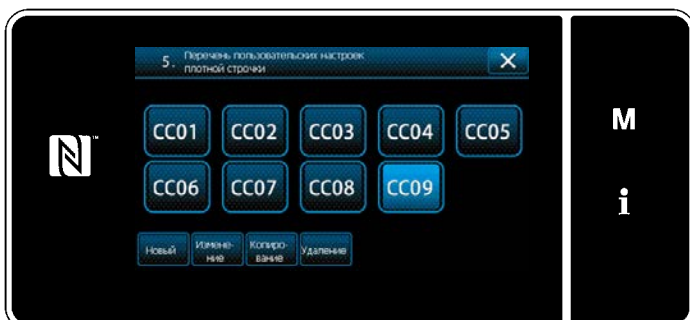 5. Перечень пользовательских настроек
плотной строчки
CC01 CC02 CC03 CC04 CC05
CC06 CC07 CC08 CC09
Новый Измене-
ние Копиро-
вание Удаление
M
i